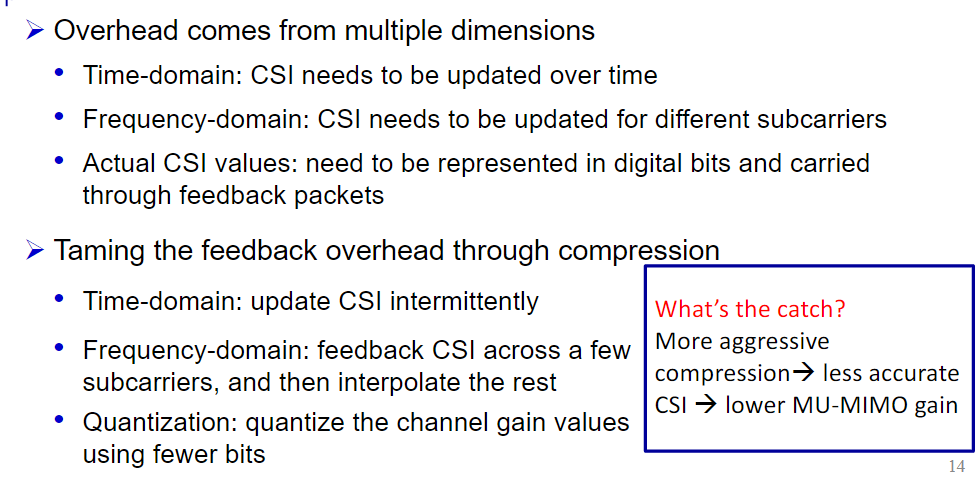 ➢ Overhead comes from multiple dimensions
• Time-domain: CSI needs to be updated over time
• Frequency-domain: CSI needs to be updated for different subcarriers
• Actual CSI values: need to be represented in digital bits and carried
through feedback packets
➢ Taming the feedback overhead through compression
• Time-domain: update CSI intermittently
• Frequency-domain: feedback CSI across a few
subcarriers, and then interpolate the rest
• Quantization: quantize the channel gain values
using fewer bits
What's the catch?
More aggressive
compression→ less accurate
CSI → lower MU-MIMO gain
14